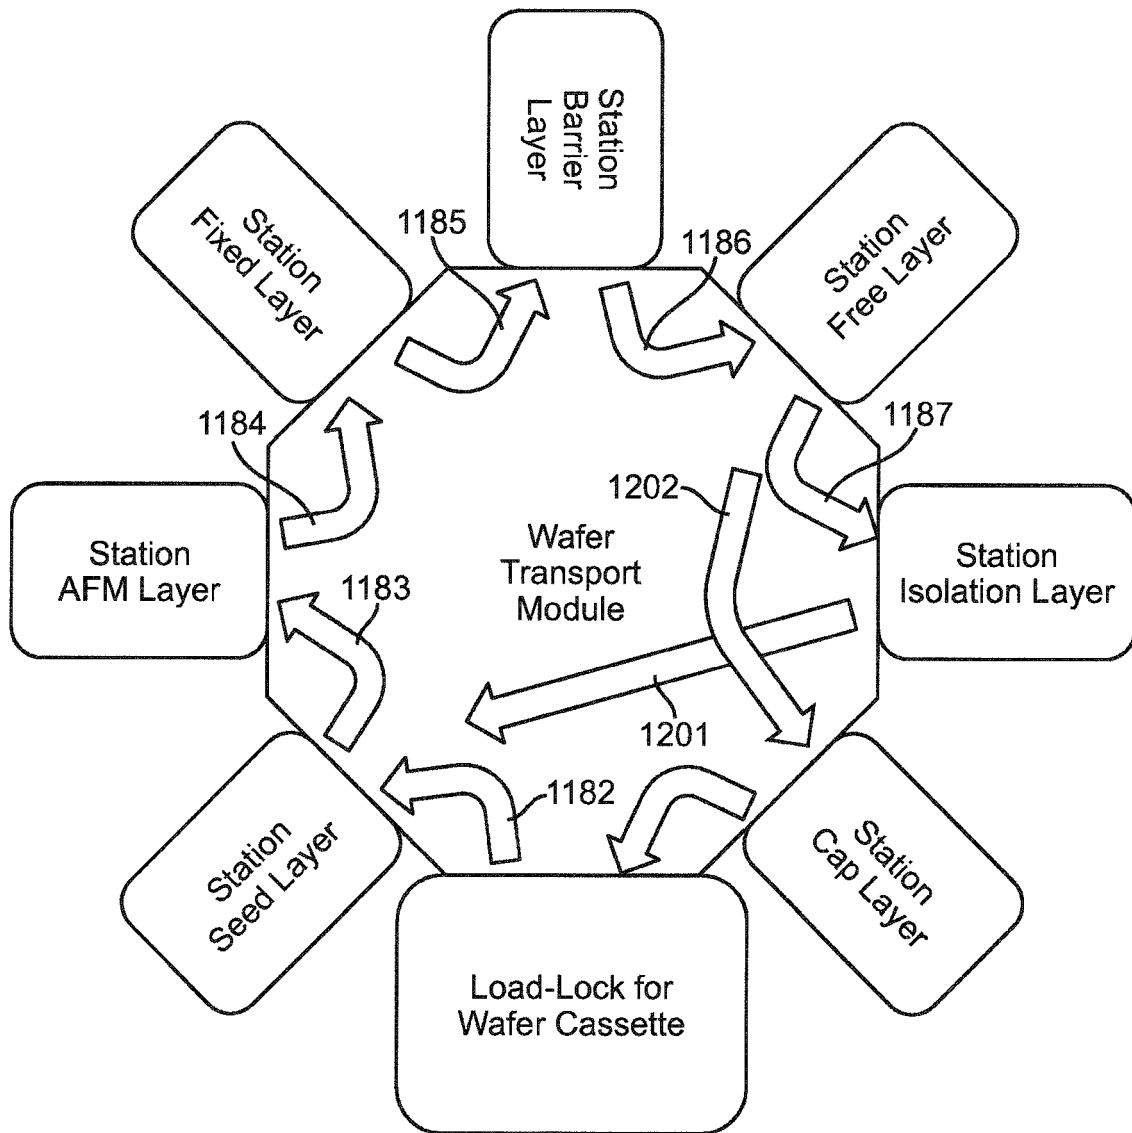 Station
Barrier
Layer
Station
Fixed Layer
1185
1186
Station
Free Layer
1184
1187
1202
Station
AFM Layer
Wafer
Transport
Module
Station
Isolation Layer
1183
1201
1182
Station
Seed Layer
Station
Cap Layer
Load-Lock for
Wafer Cassette